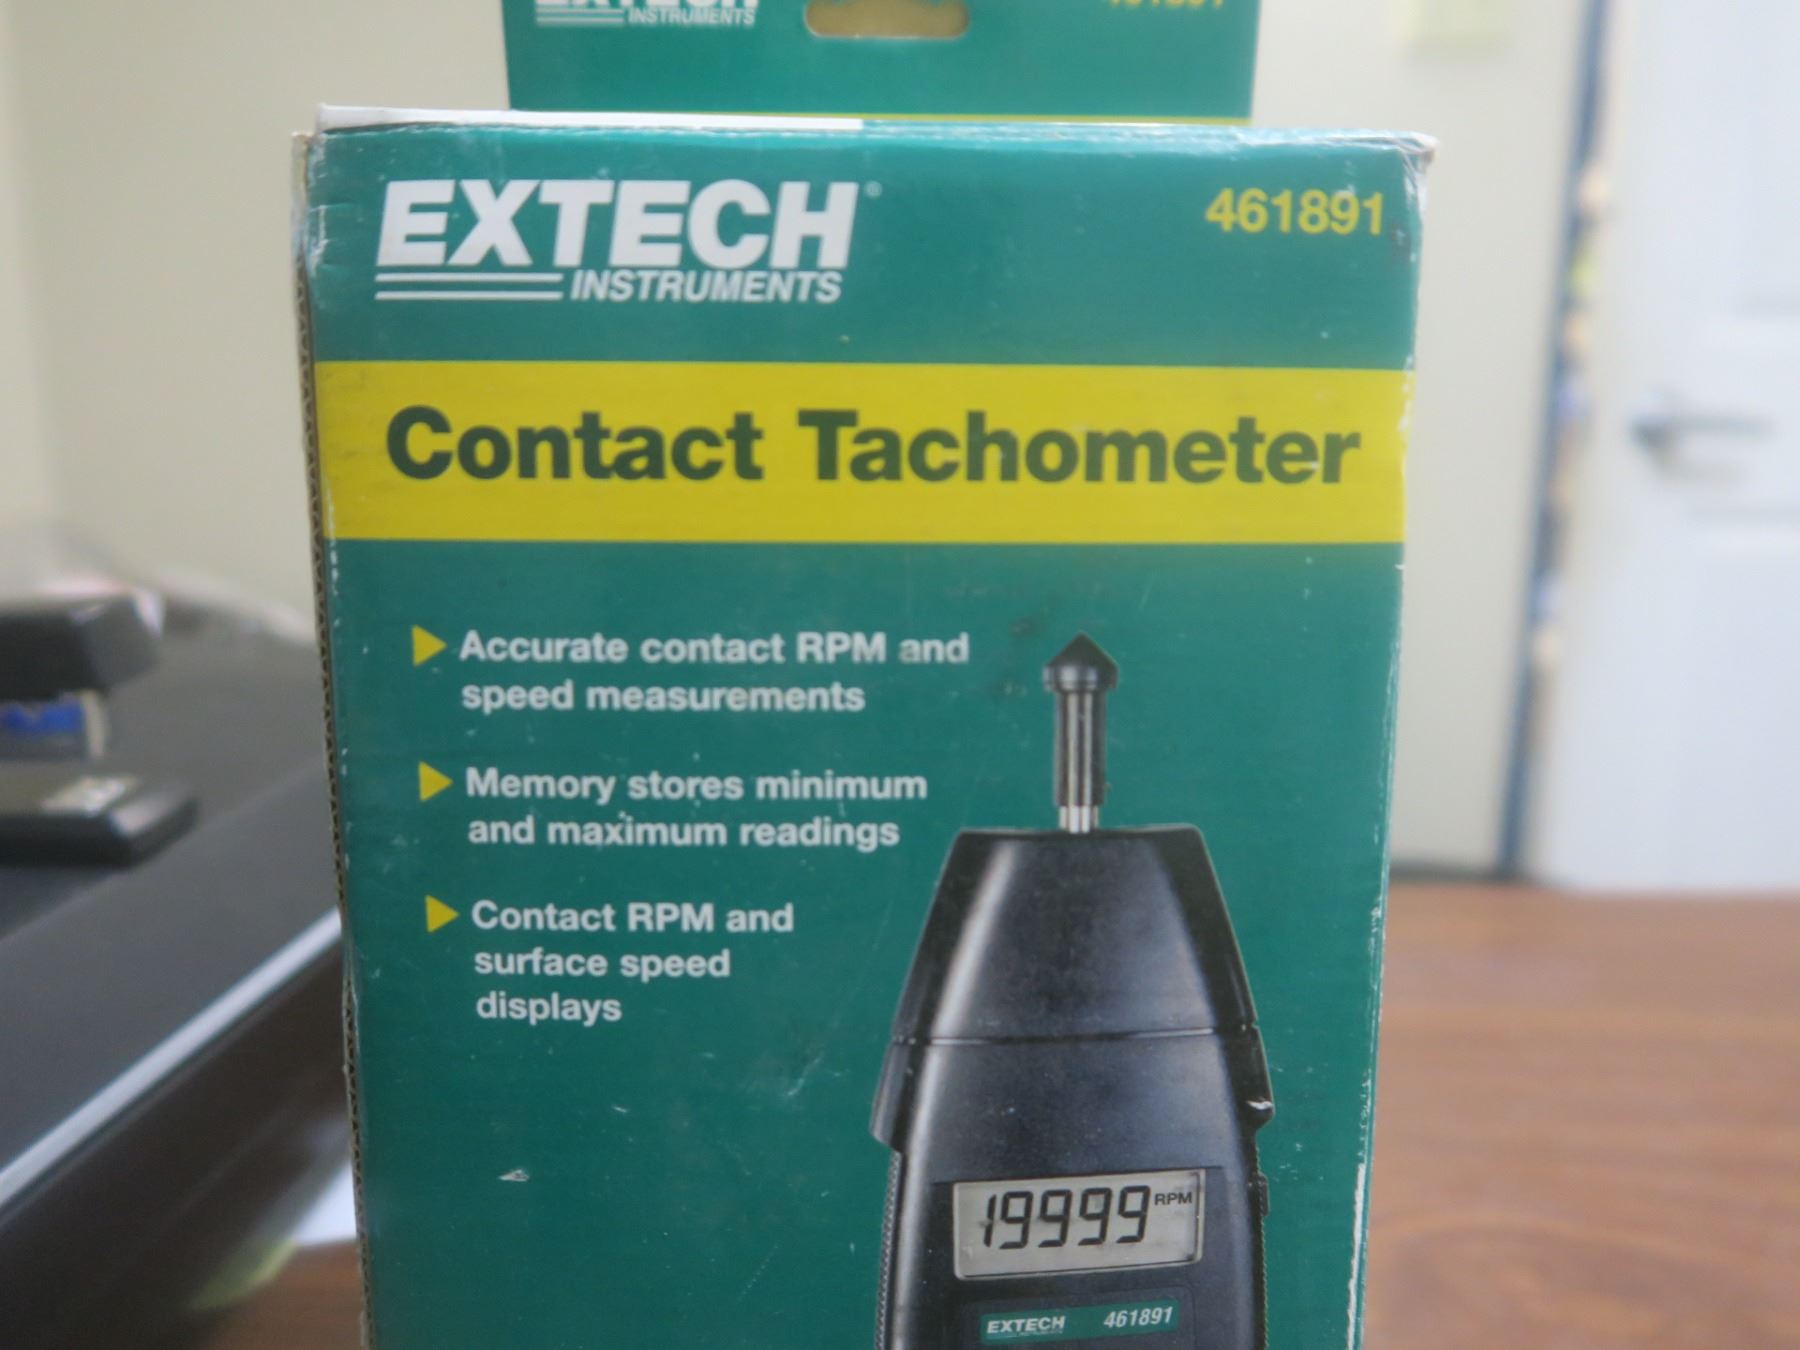 INSTRUMENTS
EXTECH®
INSTRUMENTS
461891
Contact Tachometer
Accurate contact RPM and
speed measurements
Memory stores minimum
and maximum readings
Contact RPM and
surface speed
displays
19999 RPM
EXTECH 461891